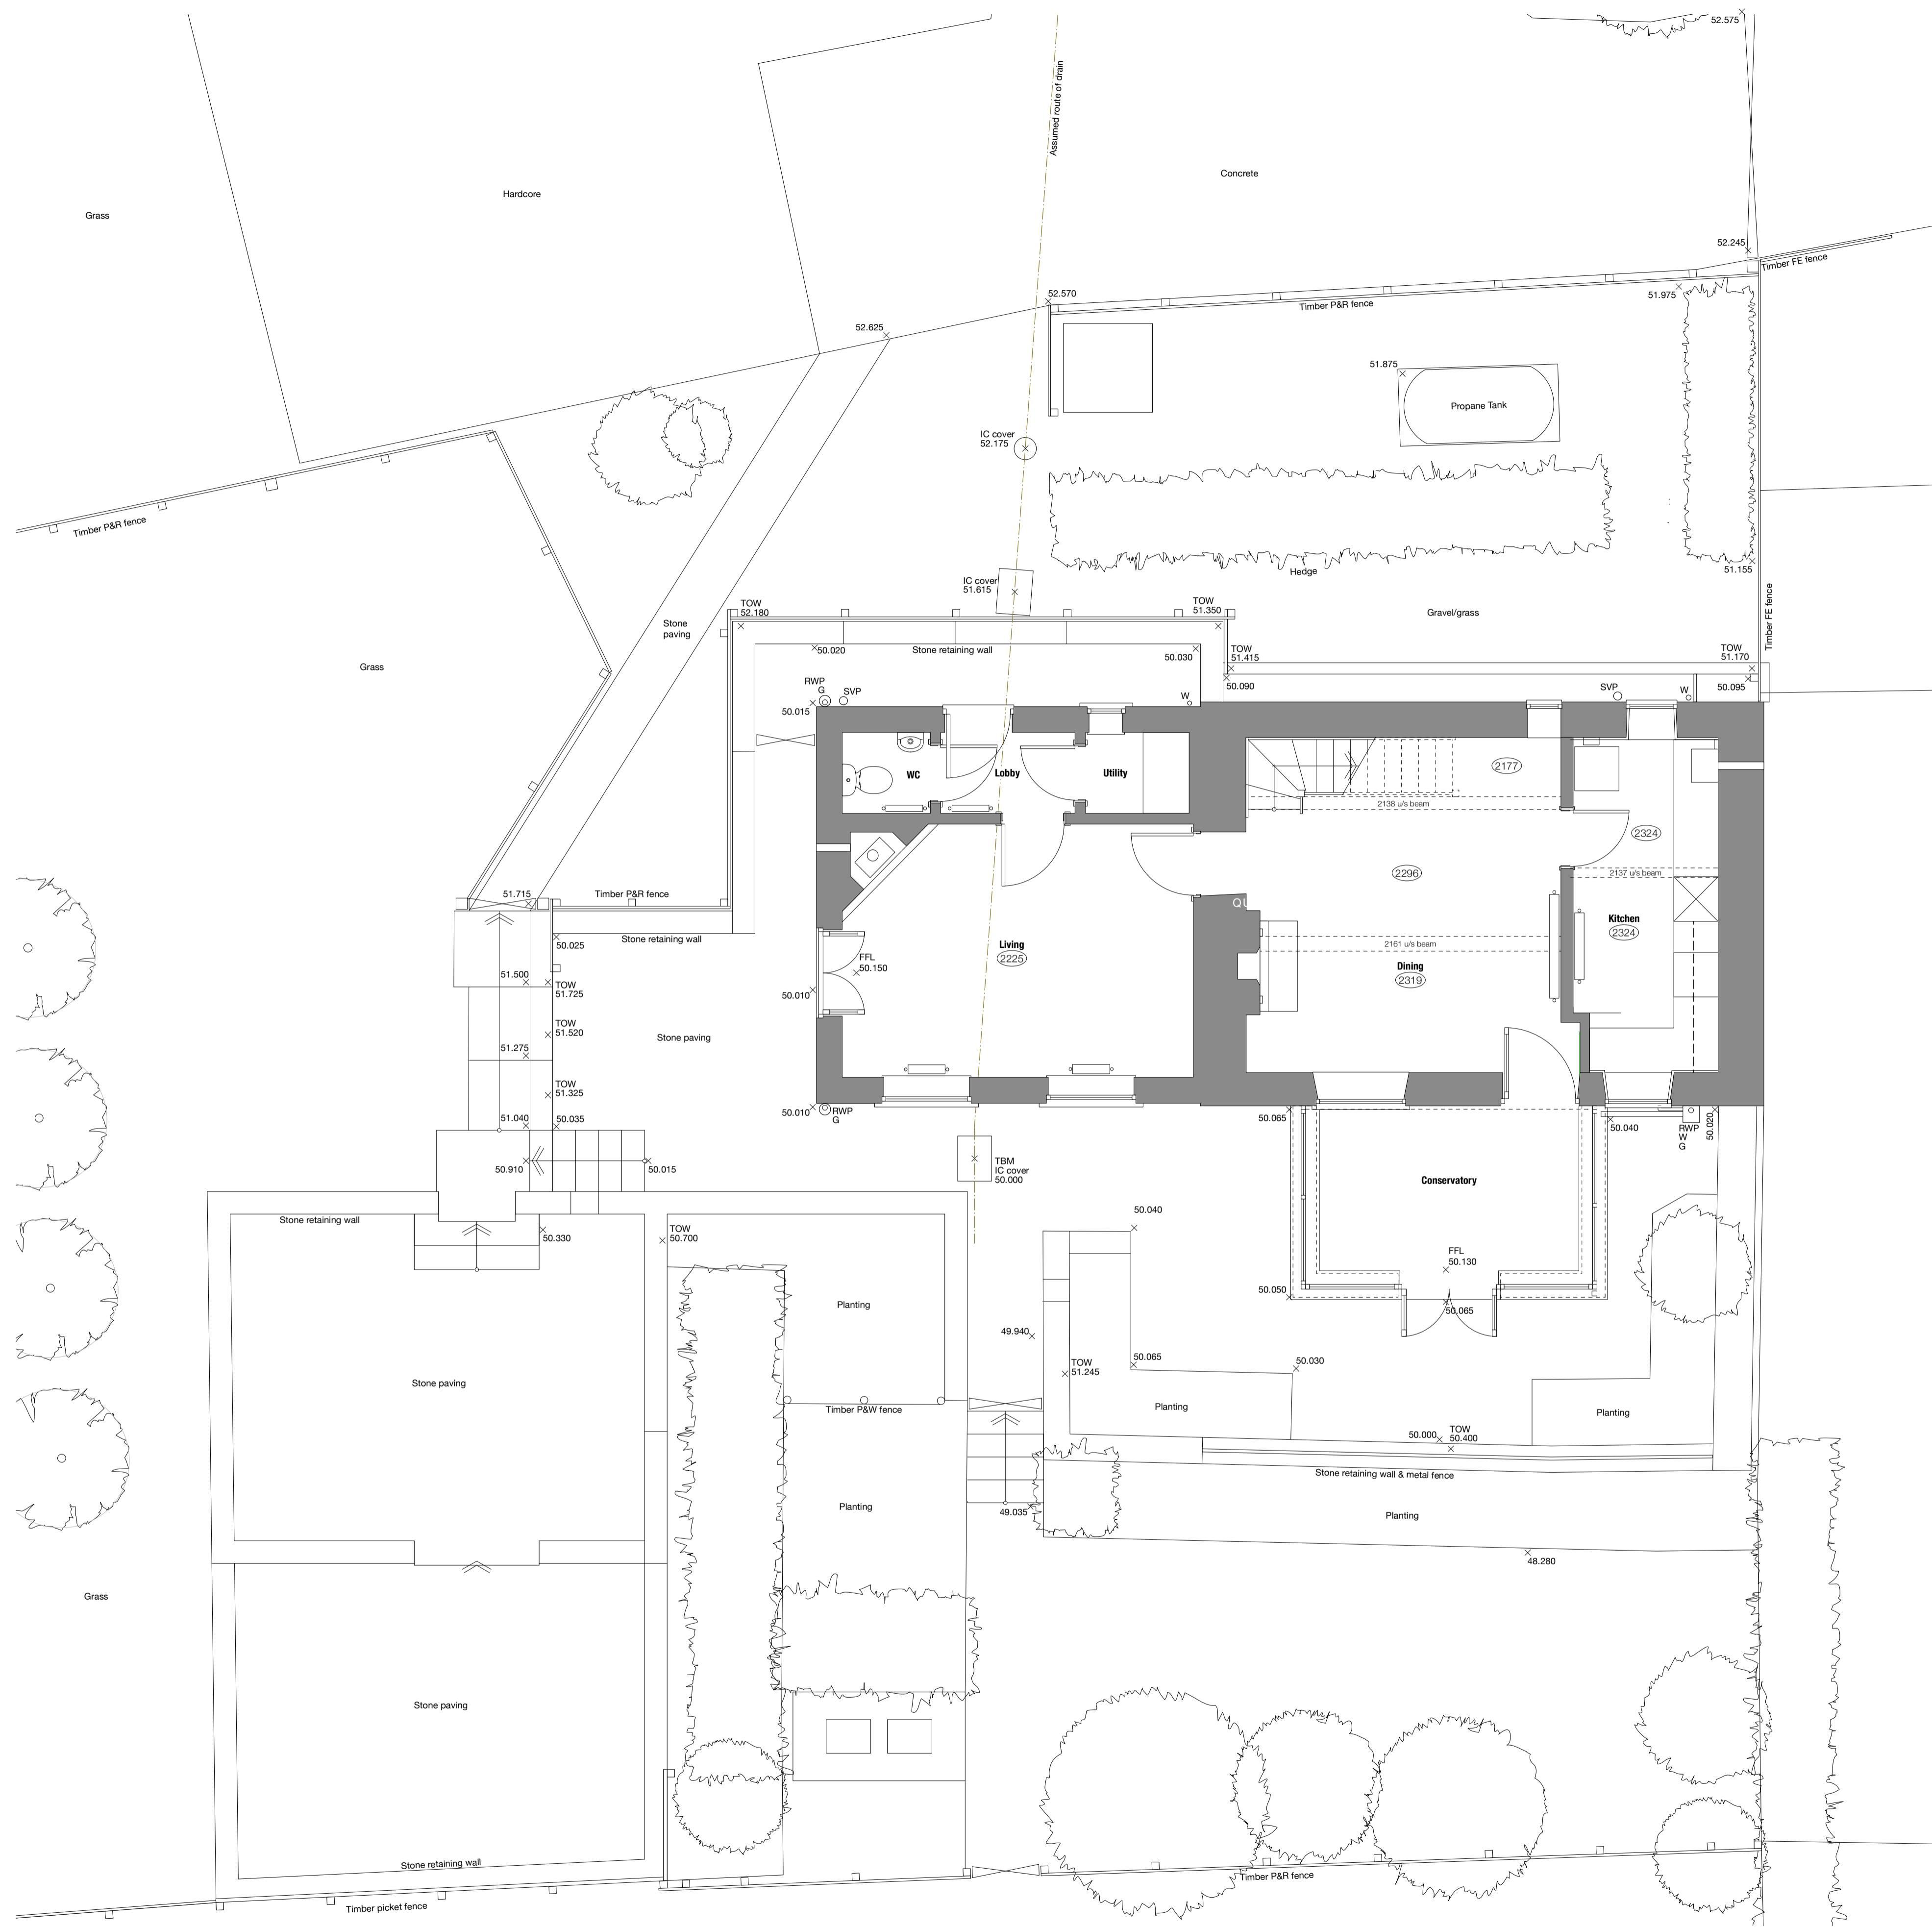 52.575
Assumed route of drain
Concrete
Hardcore
Grass
52.245
Timber FE fence
52.570
51.975
Timber P&R fence
52.625
51.875
Propane Tank
IC cover
52.175
Timber P&R fence
51.155
Hedge
IC cover
51.615
TOW
52.180
TOW
51.350
Gravel/grass
Timber FE fence
Stone
paving
50.020
Stone retaining wall
50.030
TOW
51.415
TOW
51.170
Grass
RWP
G
SVP
50.090
50.095
SVP
W
W
50.015
WC
Lobby
Utility
2177
2138 u/s beam
2324
2296
2137 u/s beam
51.715
Timber P&R fence
QU
Kitchen
2324
50.025
Stone retaining wall
Living
2225
2161 u/s beam
FFL
50.150
Dining
2319
51.500
TOW
51.725
50.010
TOW
51.520
Stone paving
51.275
TOW
51.325
51.040
50.035
50.010
RWP
G
50.065
50.040
RWP
W
G
50.020
50.910
50.015
TBM
IC cover
50.000
Conservatory
50.040
Stone retaining wall
50.330
TOW
50.700
FFL
50.130
50.050
50.065
Planting
49.940
50.065
50.030
TOW
51.245
Stone paving
Planting
Timber P&W fence
Planting
50.000
TOW
50.400
Stone retaining wall & metal fence
Planting
49.035
Planting
48.280
Grass
Stone paving
Stone retaining wall
Timber P&R fence
Timber picket fence